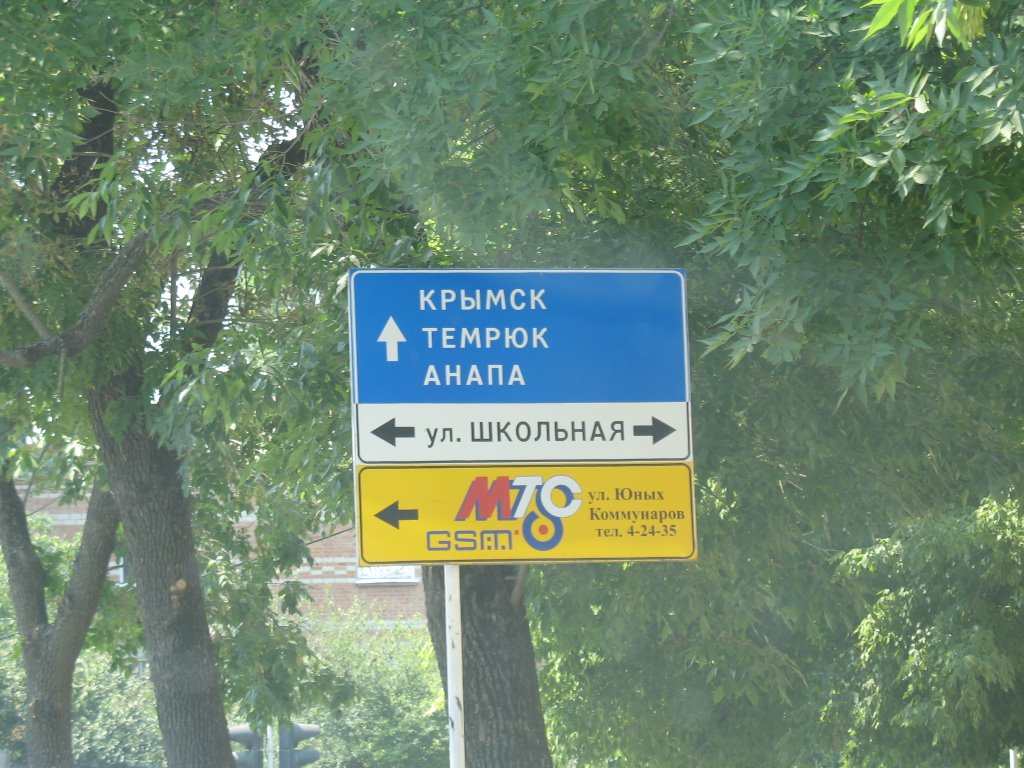 КРЫМСК
ТЕМРЮК
АНАПА
ул. ШКОЛЬНАЯ
МТС
GSM
ул. Юных
Коммунаров
тел. 4-24-35